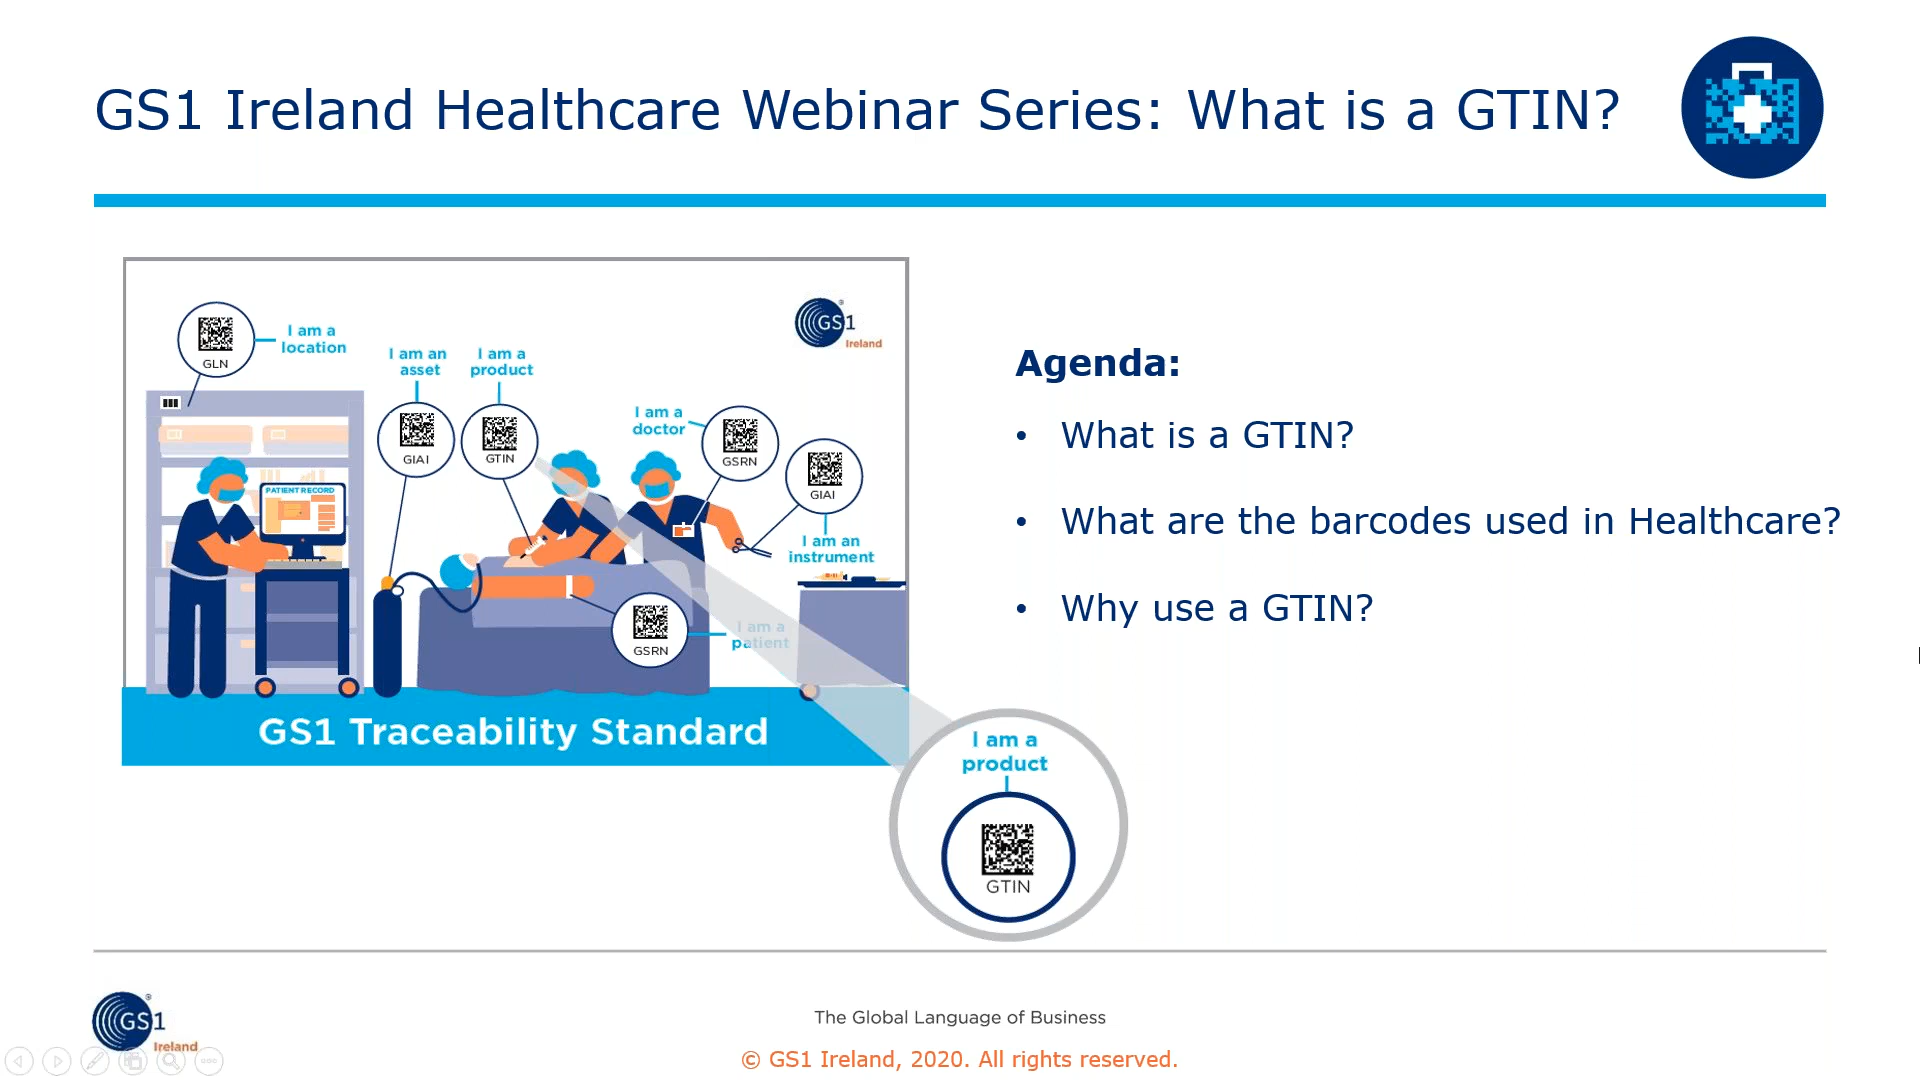 GS1 Ireland Healthcare Webinar Series: What is a GTIN?
GLN
I am a
location
I am an
asset
GIAI
I am a
product
GTIN
I am a
doctor
GSRN
GS1
Ireland
GIAI
I am an
instrument
PATIENT RECORD
GSRN
I am a
patient
GS1 Traceability Standard
I am a
product
GTIN
Agenda:
• What is a GTIN?
• What are the barcodes used in Healthcare?
• Why use a GTIN?
GS1
Ireland
The Global Language of Business
© GS1 Ireland, 2020. All rights reserved.